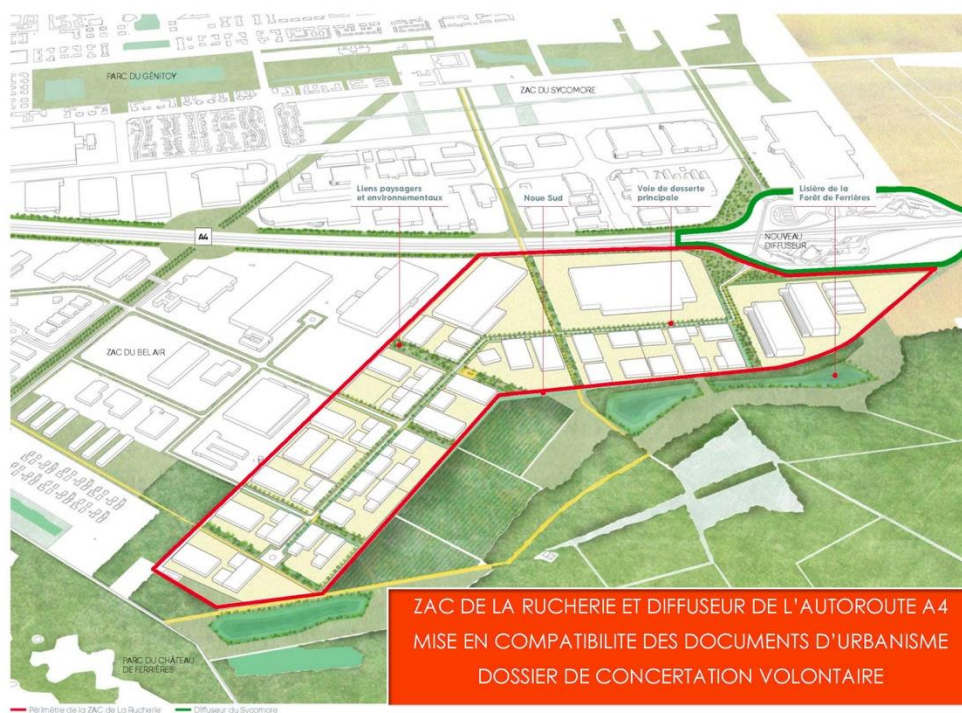 PARC DU GÉNITOY
ZAC DU SYCOMORE
Liens paysagers
et environnementaux
Noue Sud
Voie de desserte
principale
Lisière de la
Forêt de Ferrières
A4
NOUVEAU
DIFFUSEUR
ZAC DU BEL AIR
ZAC DE LA RUCHERIE ET DIFFUSEUR DE L'AUTOROUTE A4
MISE EN COMPATIBILITE DES DOCUMENTS D'URBANISME
DOSSIER DE CONCERTATION VOLONTAIRE
PARC DU CHÂTEAU
DE FERRIÈRES
Périmètre de la ZAC de La Rucherie
Diffuseur du Sycomore